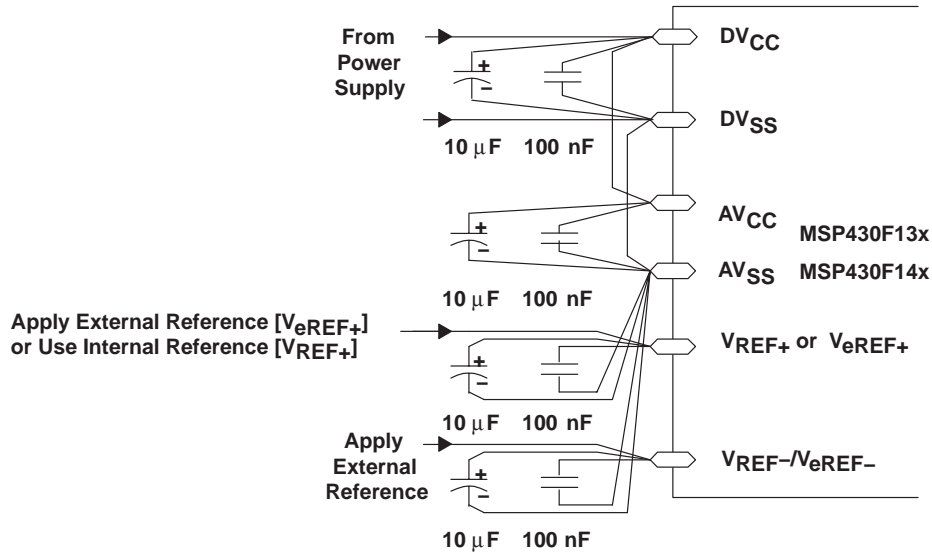 From
Power
Supply
+
−
10 μF 100 nF
DVCC
DVSS
+
−
10 μF 100 nF
AVCC
MSP430F13x
AVSS MSP430F14x
Apply External Reference [VeREF+]
or Use Internal Reference [VREF+]
+
−
10 μF 100 nF
VREF+ or VeREF+
Apply
External
Reference
+
−
10 μF 100 nF
VREF−/VeREF−